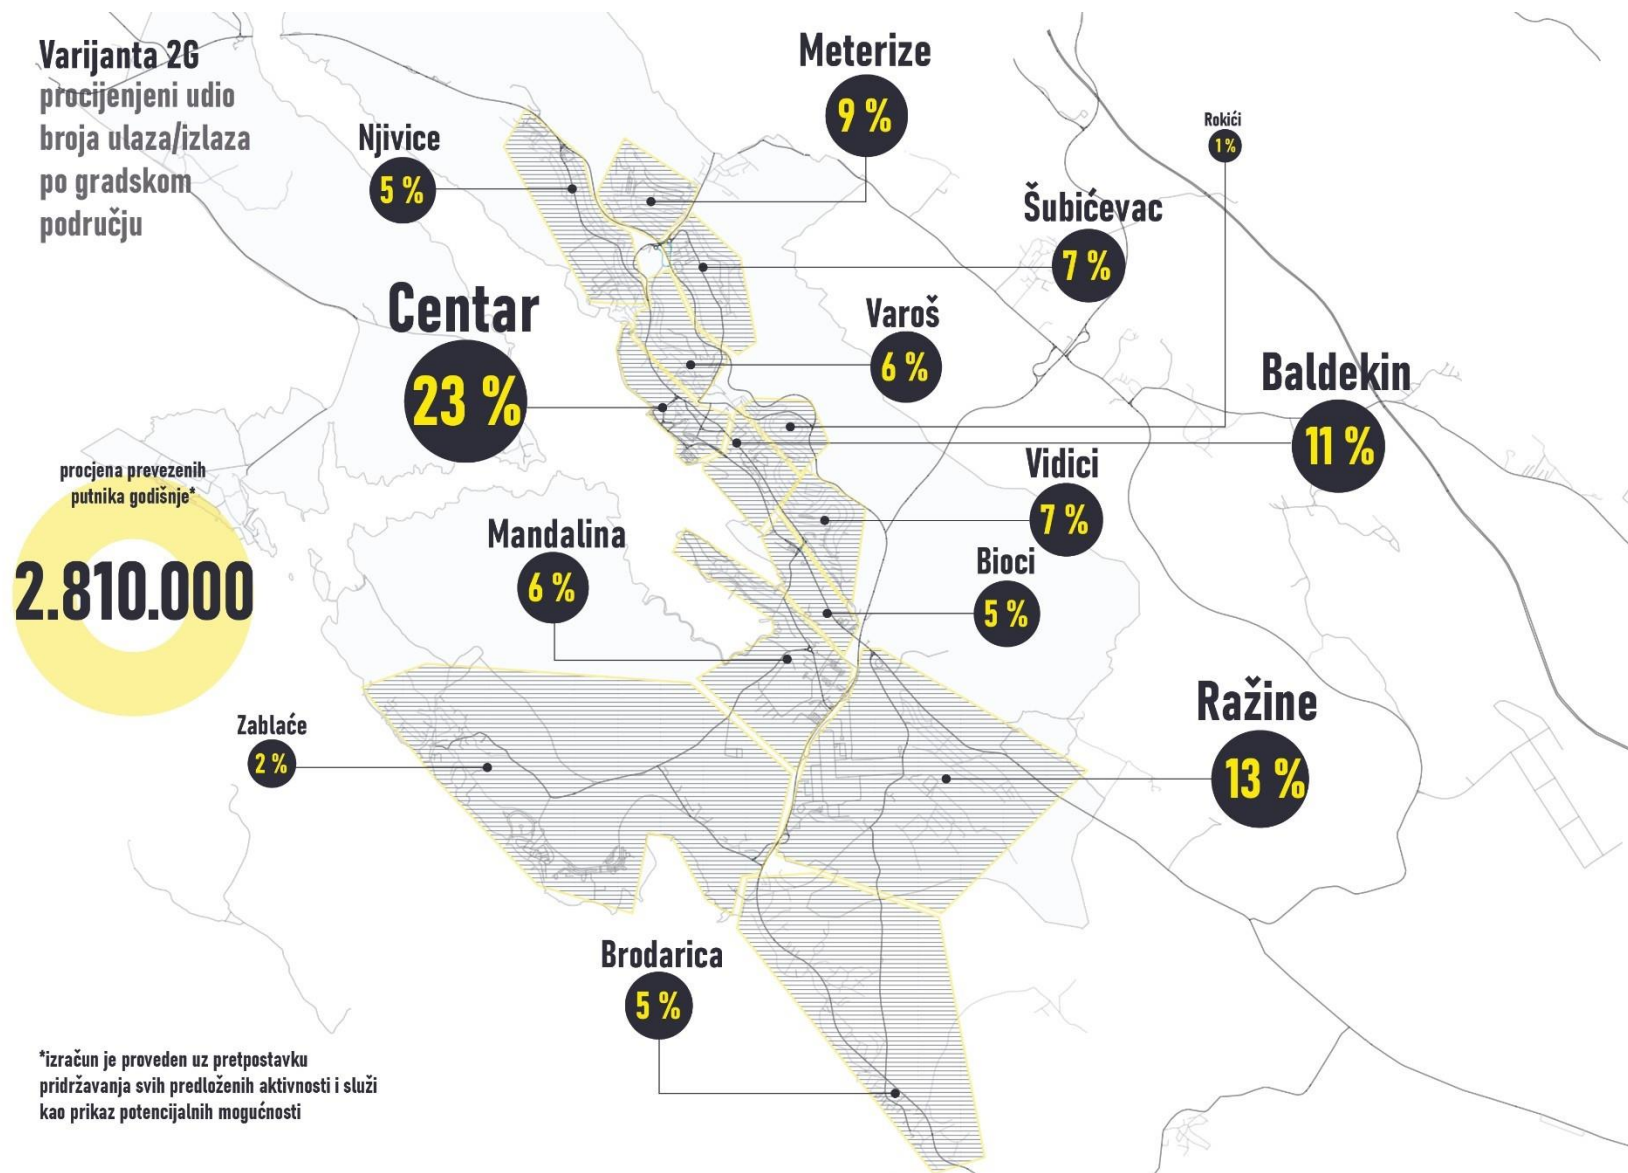 Varijanta 2G
procijenjeni udio
broja ulaza/izlaza
po gradskom
području
Meterize
9 %
Rokići
1 %
Njivice
5 %
Šubićevac
7 %
Centar
23 %
Varoš
6 %
Baldekin
11 %
Vidici
7 %
procjena prevezenih
putnika godišnje*
2.810.000
Mandalina
6 %
Bioci
5 %
Ražine
13 %
Zablaće
2 %
Brodarica
5 %
*izračun je proveden uz pretpostavku
pridržavanja svih predloženih aktivnosti i služi
kao prikaz potencijalnih mogućnosti